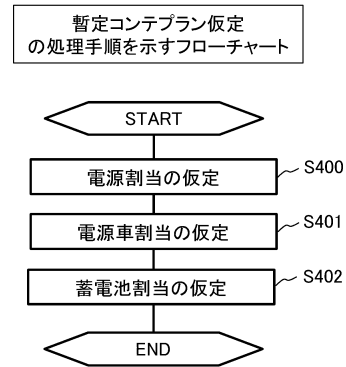 暫定コンテプラン仮定
の処理手順を示すフローチャート
START
電源割当の仮定
S400
電源車割当の仮定
S401
蓄電池割当の仮定
S402
END